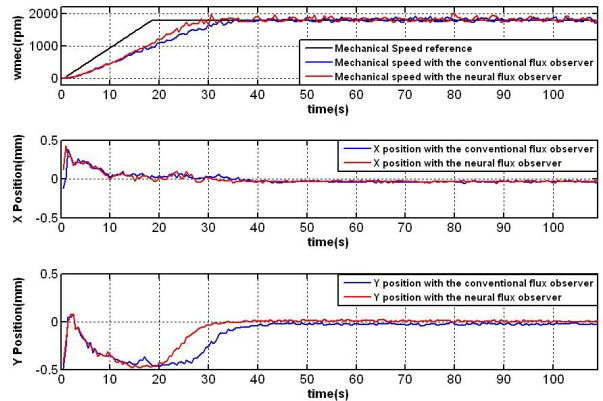 2000
1000
0
wmec(rpm)
Mechanical Speed reference
Mechanical speed with the conventional flux observer
Mechanical speed with the neural flux observer
0 10 20 30 40 50 60 70 80 90 100
time(s)
0.5
0
-0.5
X Position(mm)
X position with the conventional flux observer
X position with the neural flux observer
0 10 20 30 40 50 60 70 80 90 100
time(s)
0.5
0
-0.5
Y Position(mm)
Y position with the conventional flux observer
Y position with the neural flux observer
0 10 20 30 40 50 60 70 80 90 100
time(s)